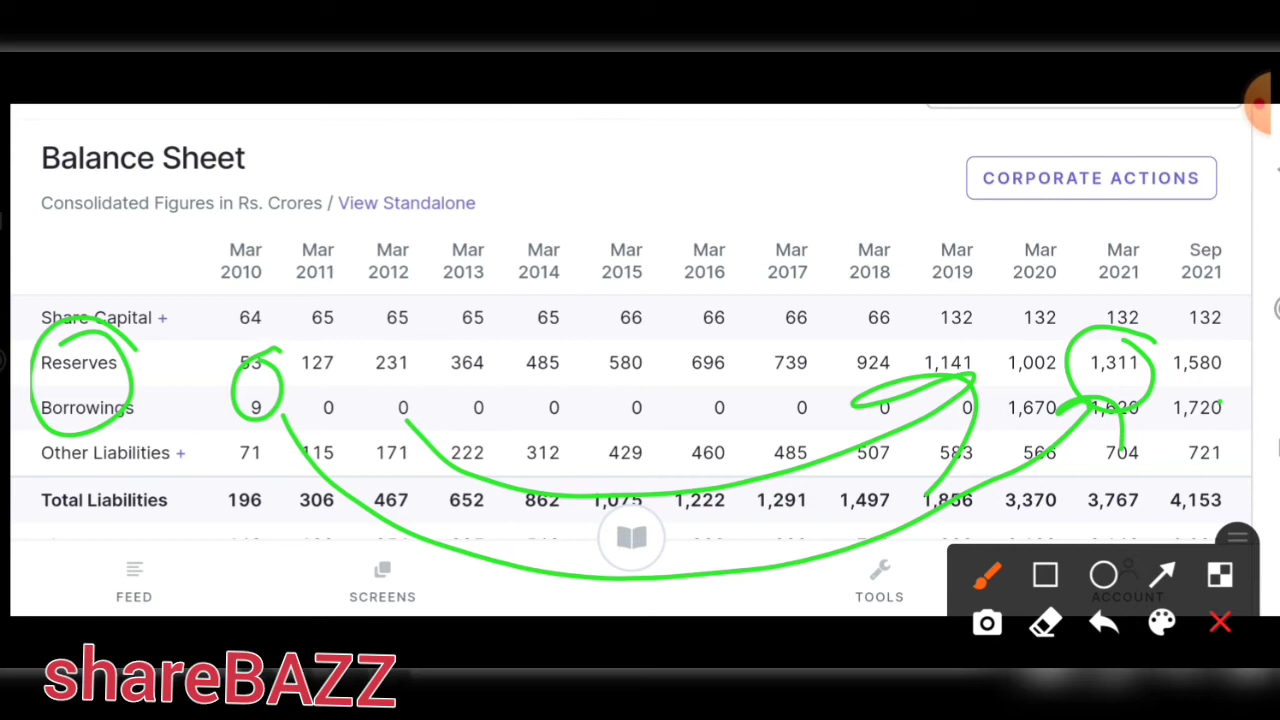 Balance Sheet
CORPORATE ACTIONS
Consolidated Figures in Rs. Crores / View Standalone
Mar 2010 Mar 2011 Mar 2012 Mar 2013 Mar 2014 Mar 2015 Mar 2016 Mar 2017 Mar 2018 Mar 2019 Mar 2020 Mar 2021 Sep 2021
Share Capital + 64 65 65 65 65 66 66 66 66 132 132 132 132
Reserves 53 127 231 364 485 580 696 739 924 1,141 1,002 1,311 1,580
Borrowings 9 0 0 0 0 0 0 0 0 0 1,670 1,620 1,720
Other Liabilities + 71 115 171 222 312 429 460 485 507 583 566 704 721
Total Liabilities 196 306 467 652 862 1,075 1,222 1,291 1,497 1,856 3,370 3,767 4,153
FEED SCREENS TOOLS ACCOUNT
shareBAZZ